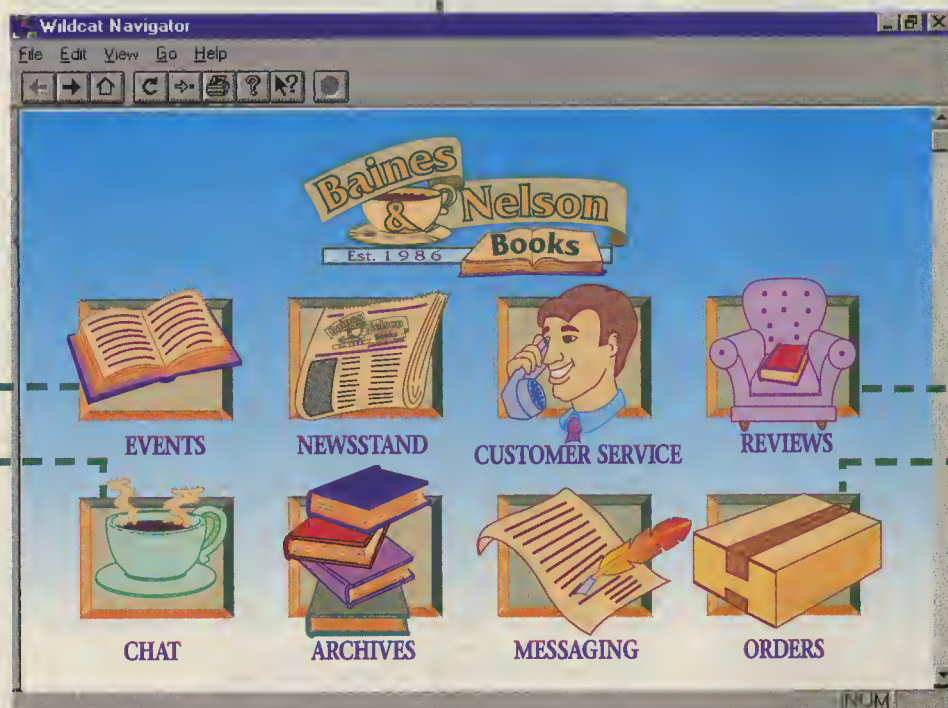 Wildcat Navigator
File Edit View Go Help
Baines
& Nelson
Books
Est. 1986
EVENTS NEWSSTAND CUSTOMER SERVICE REVIEWS
CHAT ARCHIVES MESSAGING ORDERS
NUM